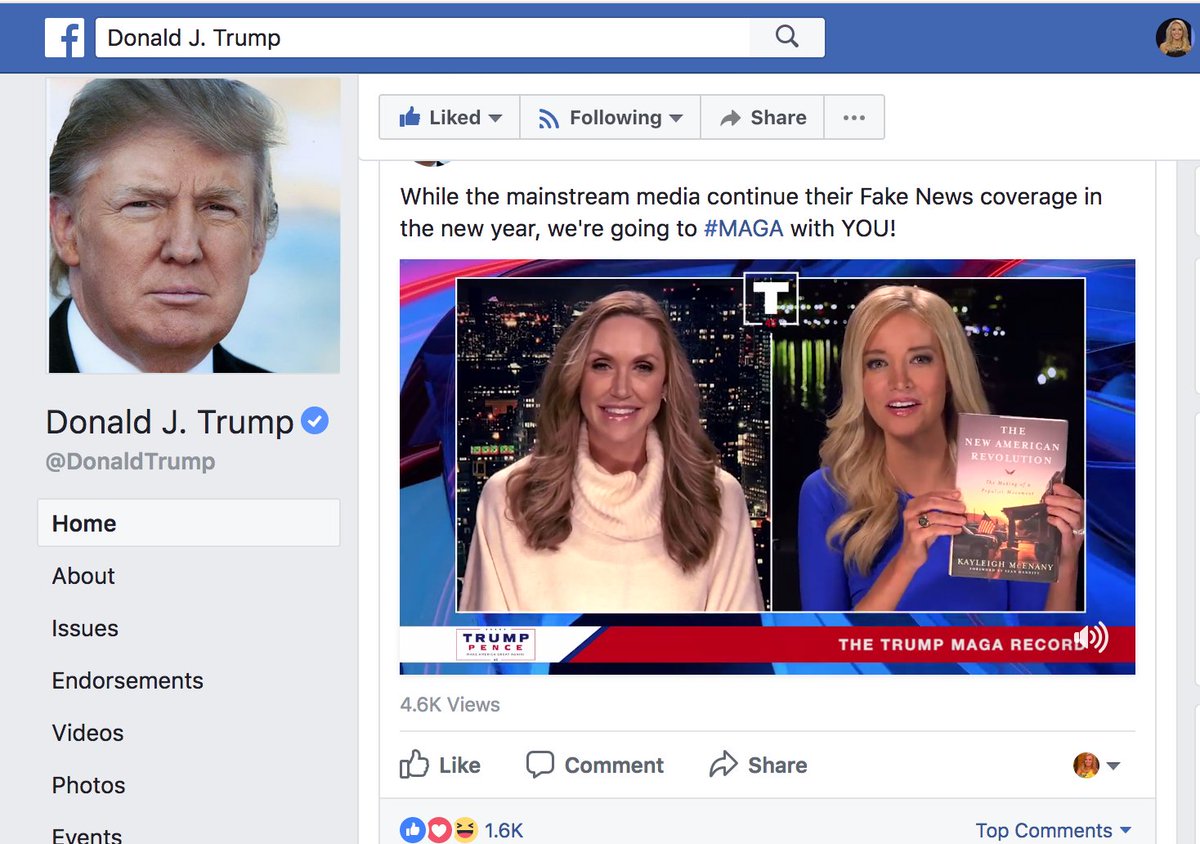 f
Donald J. Trump
Liked
Following
Share
Donald J. Trump
@DonaldTrump
Home
About
Issues
Endorsements
Videos
Photos
Events
While the mainstream media continue their Fake News coverage in
the new year, we're going to #MAGA with YOU!
T
THE
NEW AMERICAN
REVOLUTION
The Making of a
Populist Movement
KAYLEIGH McENANY
FOREWORD BY SEAN HANNITY
TRUMP
PENCE
MAKE AMERICA GREAT AGAIN!
THE TRUMP MAGA RECORD
4.6K Views
Like
Comment
Share
1.6K
Top Comments